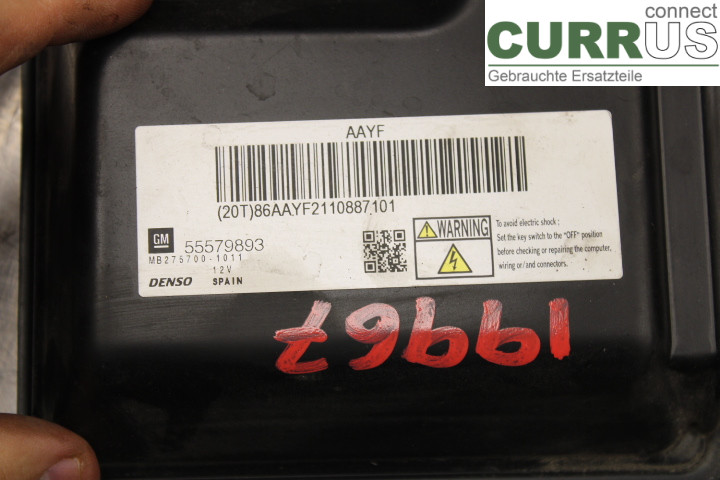 connect
CURRUS
Gebrauchte Ersatzteile
AAYF
(20T)86AAYF2110887101
GM 55579893
MB275700-1011
12V
DENSO SPAIN
WARNING
To avoid electric shock :
Set the key switch to the "OFF" position
before checking or repairing the computer,
wiring or/and connectors.
19967